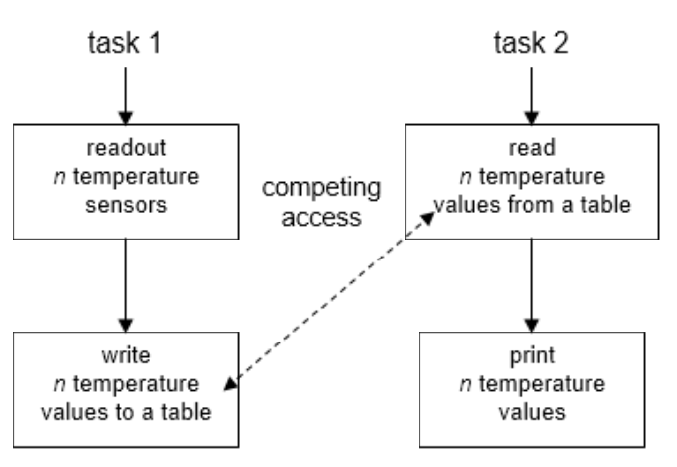 task 1
readout
n temperature
sensors
write
n temperature
values to a table
competing
access
task 2
read
n temperature
values from a table
print
n temperature
values